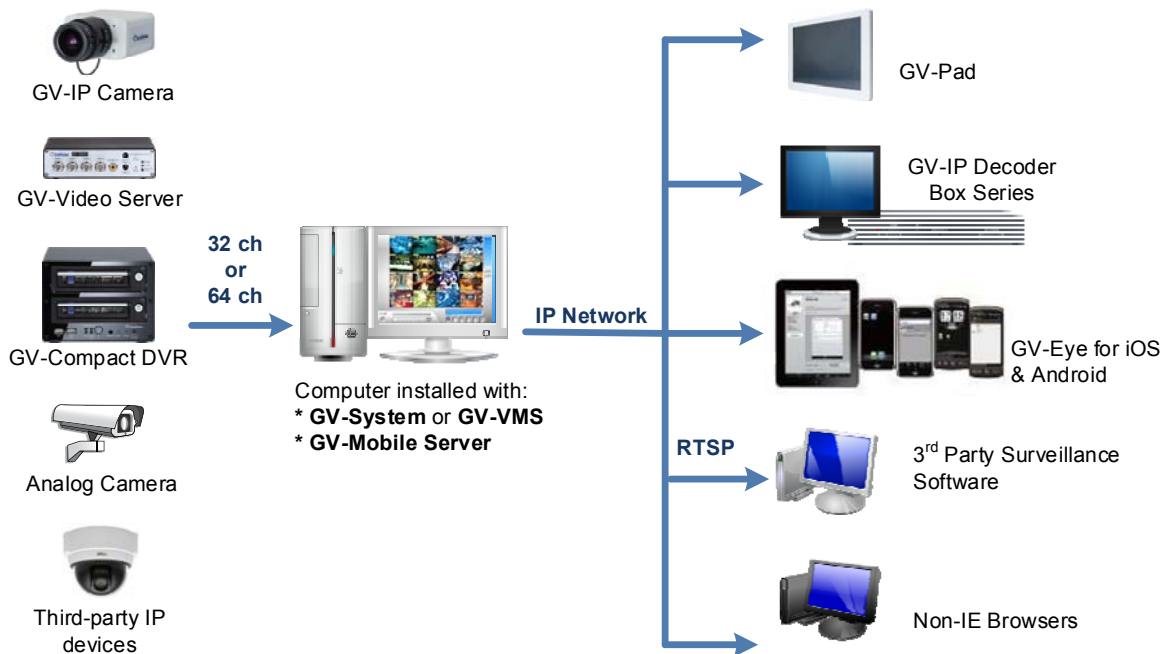 GV-IP Camera
GV-Video Server
GV-Compact DVR
Analog Camera
Third-party IP
devices
32 ch
or
64 ch
Computer installed with:
* GV-System or GV-VMS
* GV-Mobile Server
IP Network
RTSP
GV-Pad
GV-IP Decoder
Box Series
GV-Eye for iOS
& Android
3rd Party Surveillance
Software
Non-IE Browsers